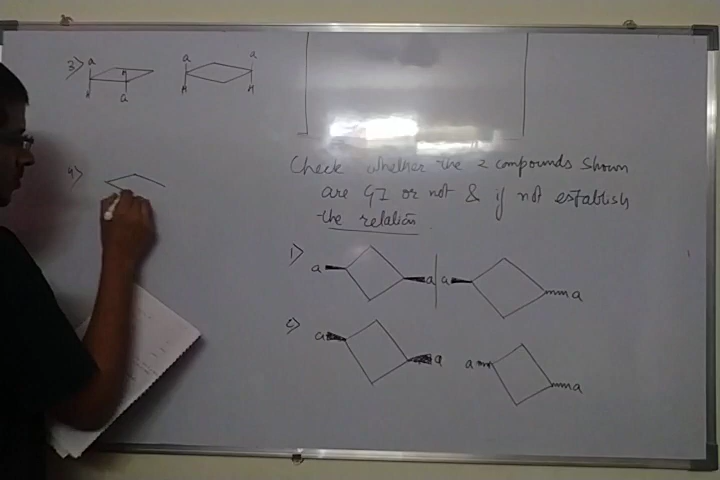 3) a a a
H
H a H H
4)
Check whether the 2 compounds shown
are GI or not & if not establish
the relation
1) a a a a
2) a a a a